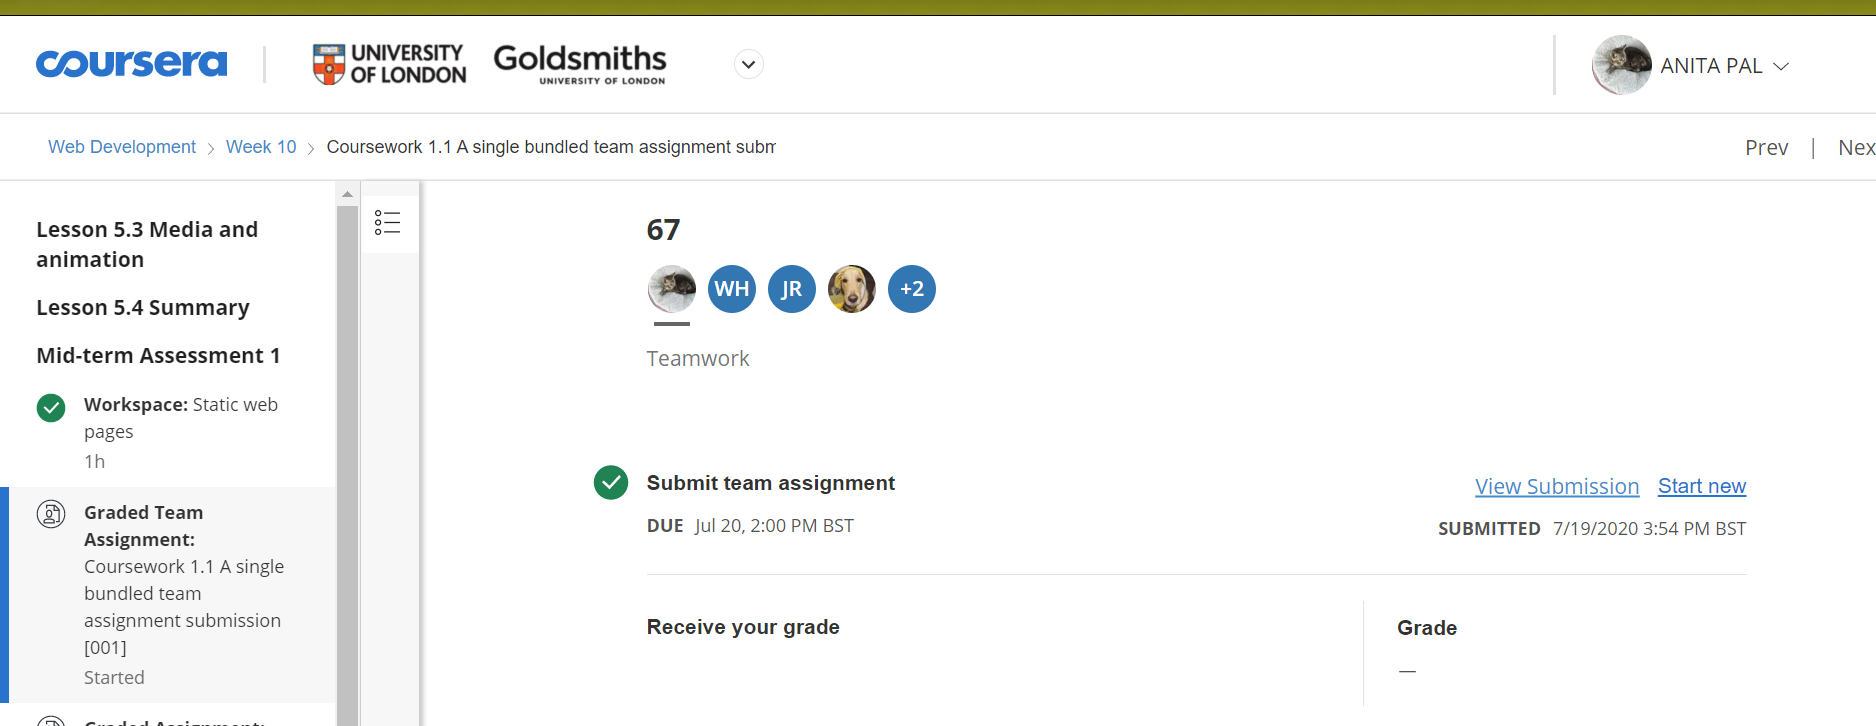 coursera
UNIVERSITY
OF LONDON
Goldsmiths
UNIVERSITY OF LONDON
ANITA PAL
Web Development > Week 10 > Coursework 1.1 A single bundled team assignment subm
Prev | Nex
Lesson 5.3 Media and
animation
Lesson 5.4 Summary
Mid-term Assessment 1
Workspace: Static web
pages
1h
Graded Team
Assignment:
Coursework 1.1 A single
bundled team
assignment submission
[001]
Started
Graded Assignment:
67
WH JR +2
Teamwork
Submit team assignment
View Submission Start new
DUE Jul 20, 2:00 PM BST
SUBMITTED 7/19/2020 3:54 PM BST
Receive your grade
Grade
—